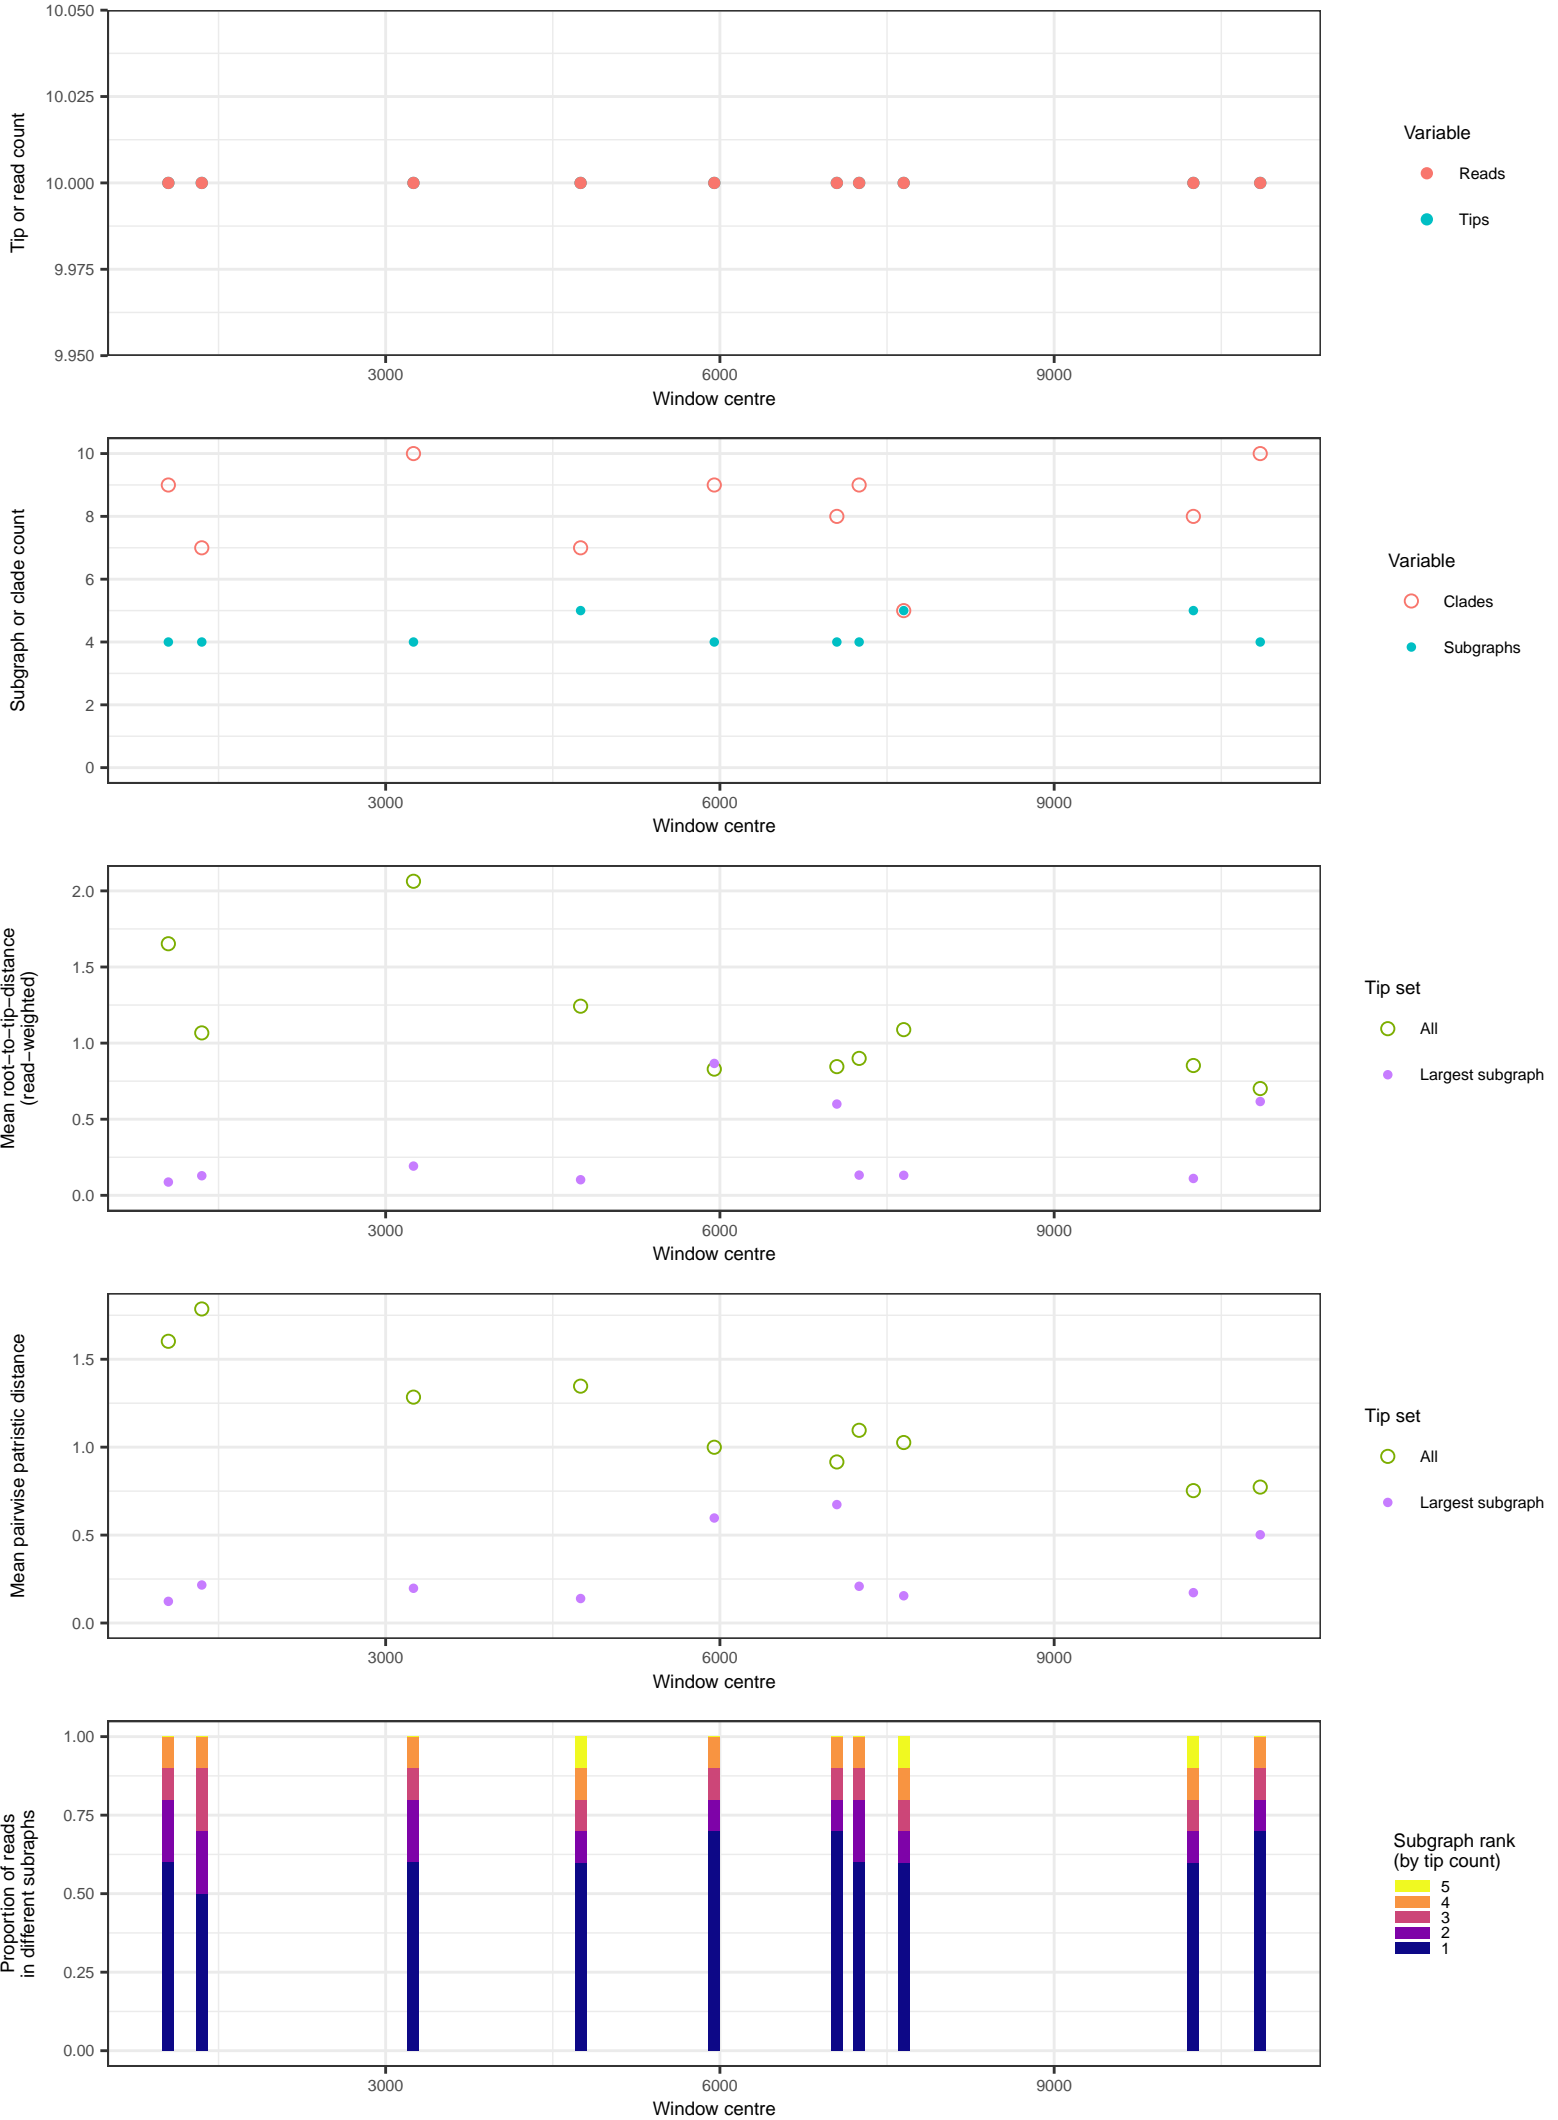 10.050
10.025
10.000
9.975
9.950
Tip or read count
3000
6000
9000
Window centre
Variable
Reads
Tips
10
8
6
4
2
0
Subgraph or clade count
3000
6000
9000
Window centre
Variable
Clades
Subgraphs
2.0
1.5
1.0
0.5
0.0
Mean root−to−tip−distance
(read−weighted)
3000
6000
9000
Window centre
Tip set
All
Largest subgraph
1.5
1.0
0.5
0.0
Mean pairwise patristic distance
3000
6000
9000
Window centre
Tip set
All
Largest subgraph
1.00
0.75
0.50
0.25
0.00
Proportion of reads
in different subraphs
3000
6000
9000
Window centre
Subgraph rank
(by tip count)
5
4
3
2
1